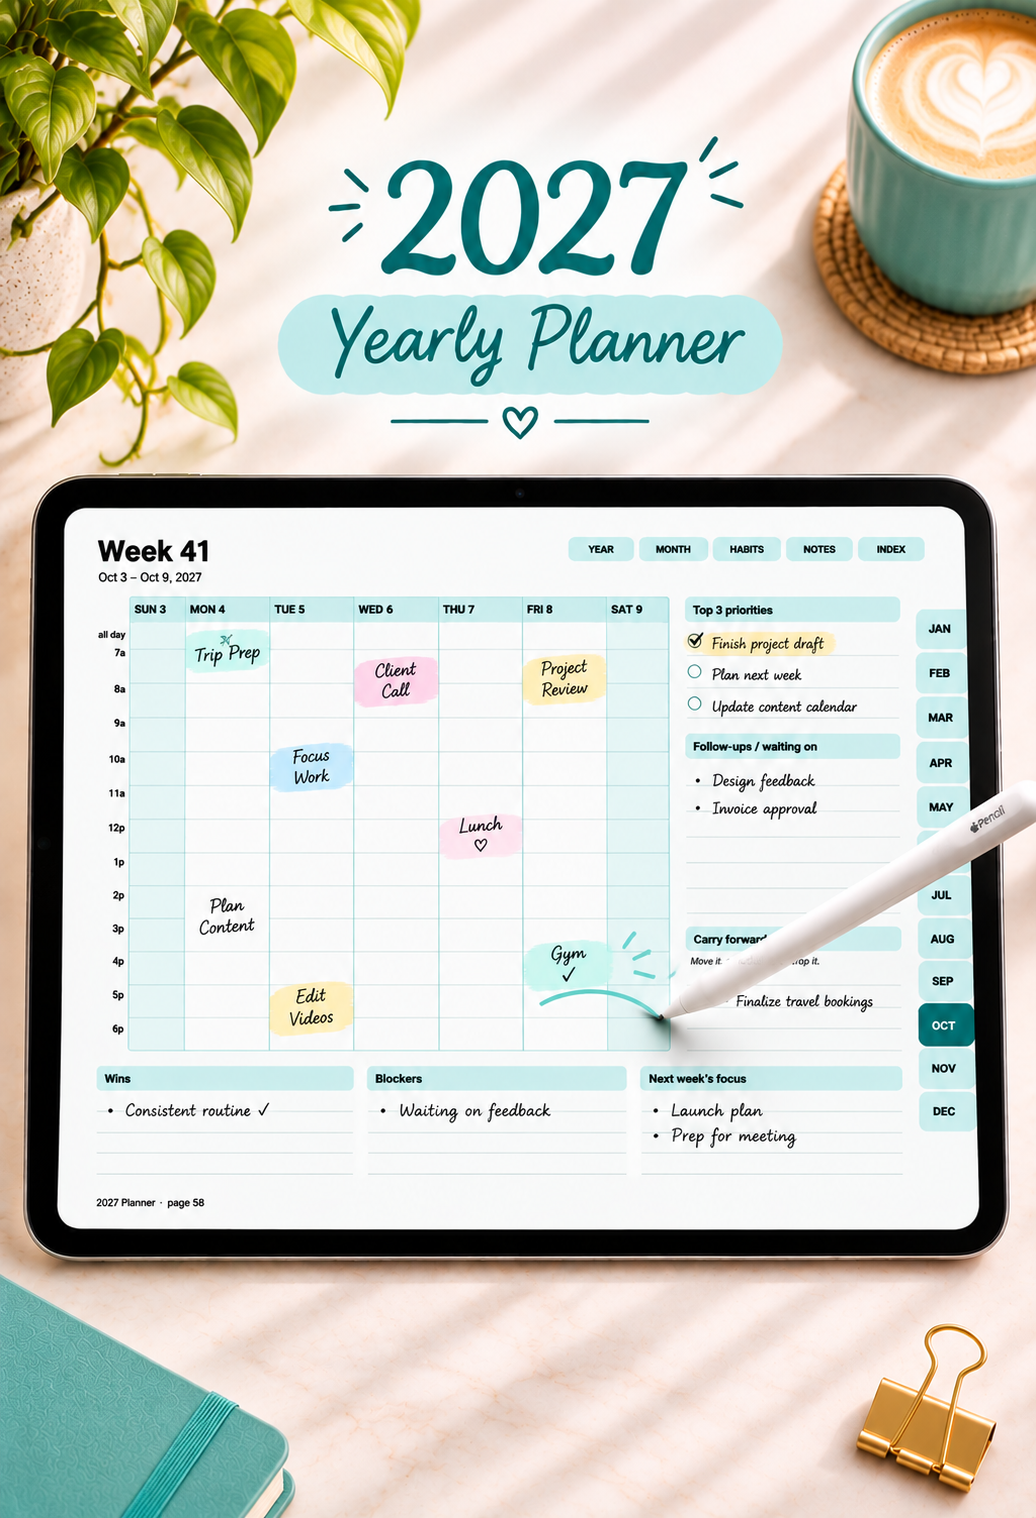 2027
Yearly Planner
Week 41
Oct 3 – Oct 9, 2027
YEAR
MONTH
HABITS
NOTES
INDEX
SUN 3
MON 4
TUE 5
WED 6
THU 7
FRI 8
SAT 9
all day
7a
8a
9a
10a
11a
12p
1p
2p
3p
4p
5p
6p
Trip Prep
Client
Call
Project
Review
Focus
Work
Lunch
Plan
Content
Gym
✓
Edit
Videos
Top 3 priorities
Finish project draft
Plan next week
Update content calendar
Follow-ups / waiting on
• Design feedback
• Invoice approval
Carry forward
Move it.
Finalize travel bookings
JAN
FEB
MAR
APR
MAY
JUL
AUG
SEP
OCT
NOV
DEC
Wins
• Consistent routine ✓
Blockers
• Waiting on feedback
Next week's focus
• Launch plan
• Prep for meeting
2027 Planner · page 58